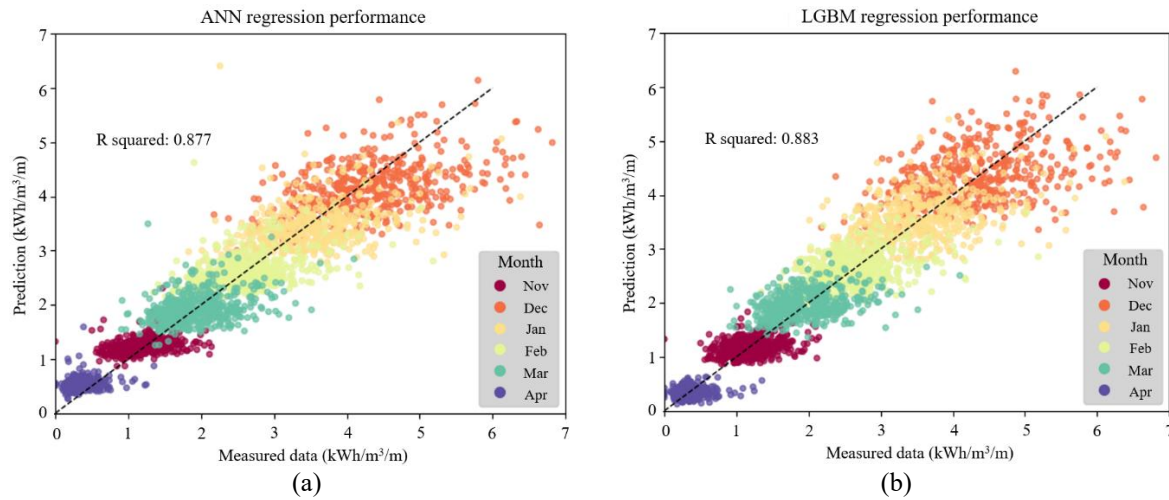 ANN regression performance
7
6
5
4
3
2
1
0
Prediction (kWh/m³/m)
R squared: 0.877
Month
Nov
Dec
Jan
Feb
Mar
Apr
0 1 2 3 4 5 6 7
Measured data (kWh/m³/m)
(a)
LGBM regression performance
7
6
5
4
3
2
1
0
Prediction (kWh/m³/m)
R squared: 0.883
Month
Nov
Dec
Jan
Feb
Mar
Apr
0 1 2 3 4 5 6 7
Measured data (kWh/m³/m)
(b)